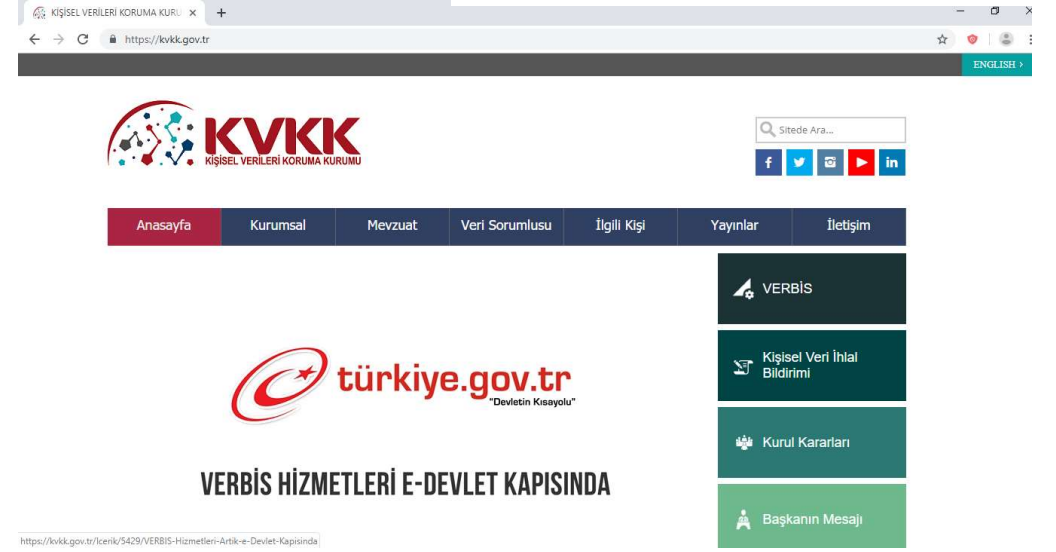 KİŞİSEL VERİLERİ KORUMA KURU
https://kvkk.gov.tr
ENGLISH ›
KVKK
KİŞİSEL VERİLERİ KORUMA KURUMU
Sitede Ara...
Anasayfa Kurumsal Mevzuat Veri Sorumlusu İlgili Kişi Yayınlar İletişim
VERBİS
Kişisel Veri İhlal
Bildirimi
türkiye.gov.tr
"Devletin Kısayolu"
Kurul Kararları
VERBİS HİZMETLERİ E-DEVLET KAPISINDA
Başkanın Mesajı
https://kvkk.gov.tr/Icerik/5429/VERBIS-Hizmetleri-Artik-e-Devlet-Kapisinda